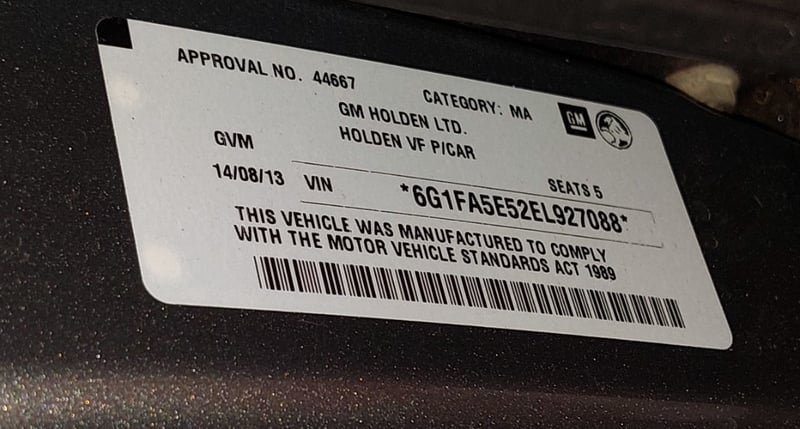 APPROVAL NO. 44667 CATEGORY: MA
GM
GM HOLDEN LTD.
HOLDEN VF P/CAR
GVM
SEATS 5
14/08/13 VIN *6G1FA5E52EL927088*
THIS VEHICLE WAS MANUFACTURED TO COMPLY
WITH THE MOTOR VEHICLE STANDARDS ACT 1989